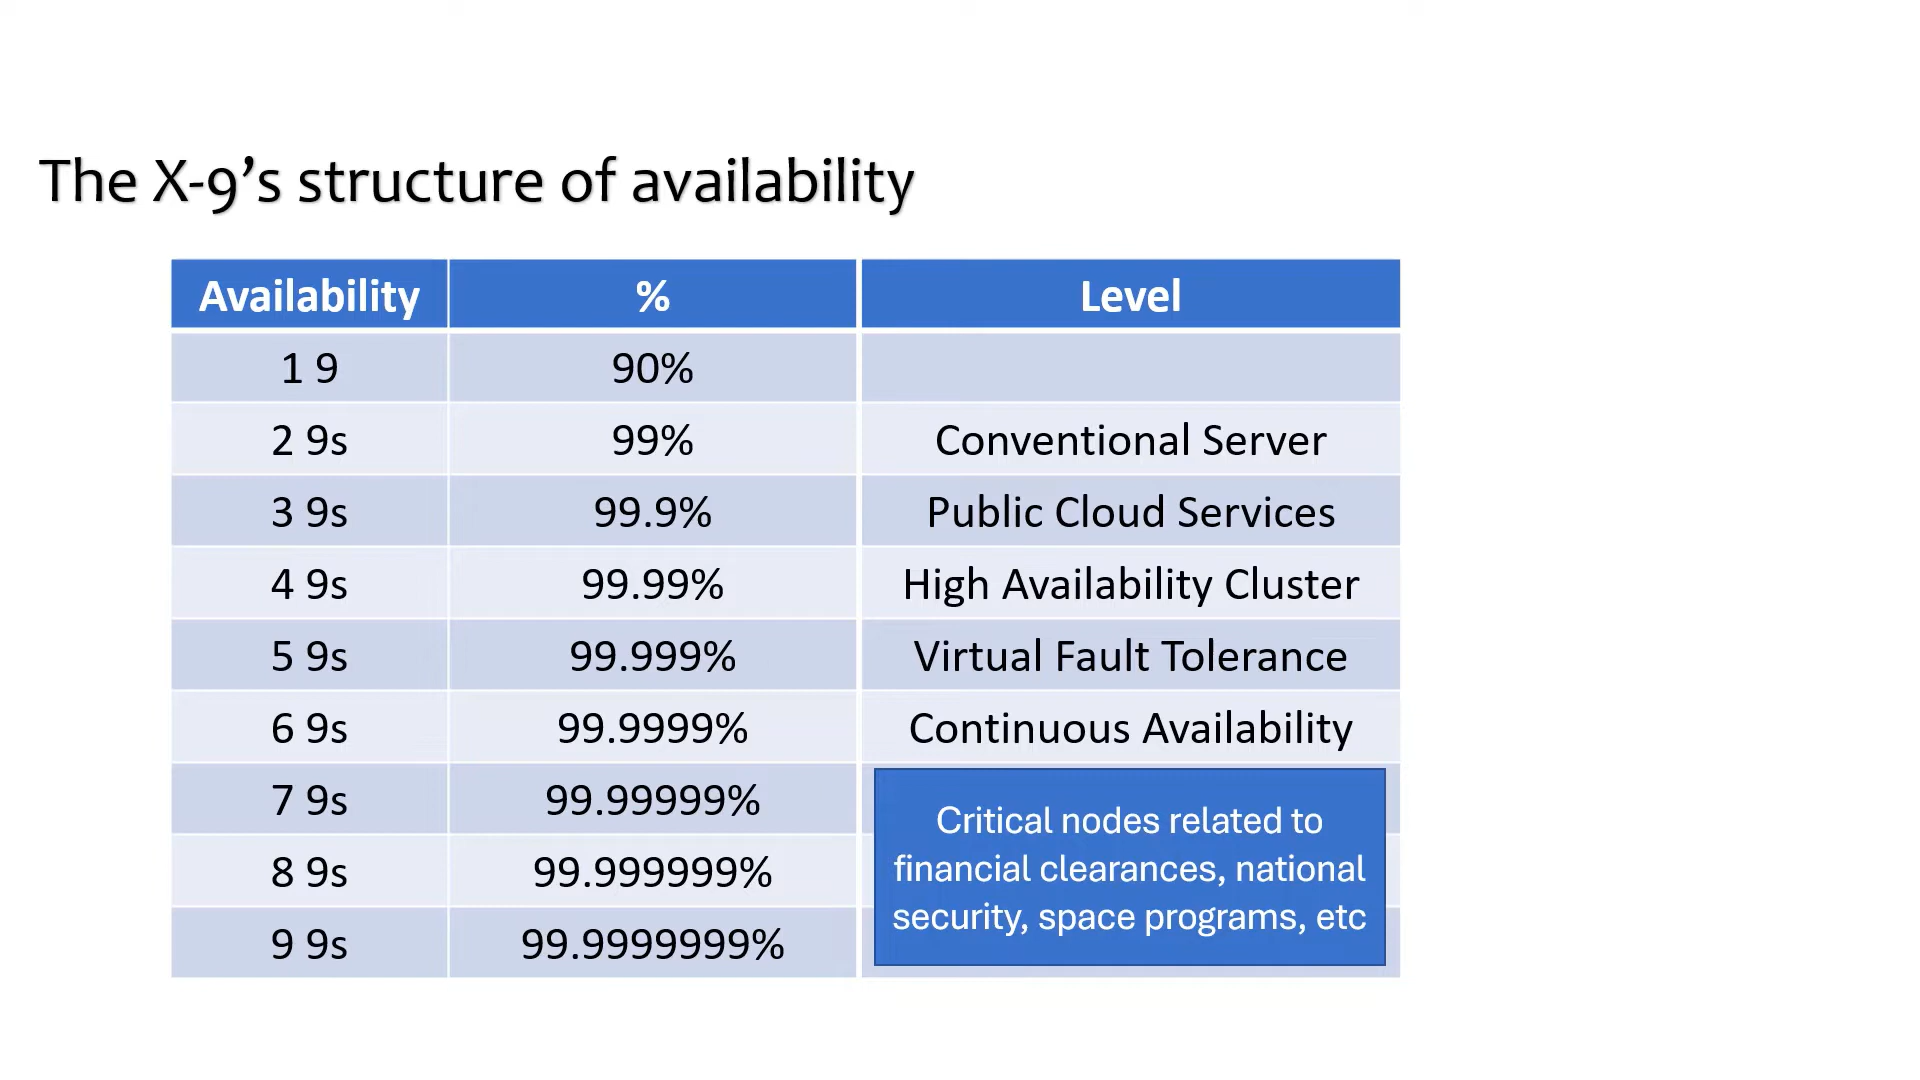 The X-9’s structure of availability
Availability % Level
1 9 90%
2 9s 99% Conventional Server
3 9s 99.9% Public Cloud Services
4 9s 99.99% High Availability Cluster
5 9s 99.999% Virtual Fault Tolerance
6 9s 99.9999% Continuous Availability
7 9s 99.99999%
8 9s 99.999999%
9 9s 99.9999999%
Critical nodes related to
financial clearances, national
security, space programs, etc